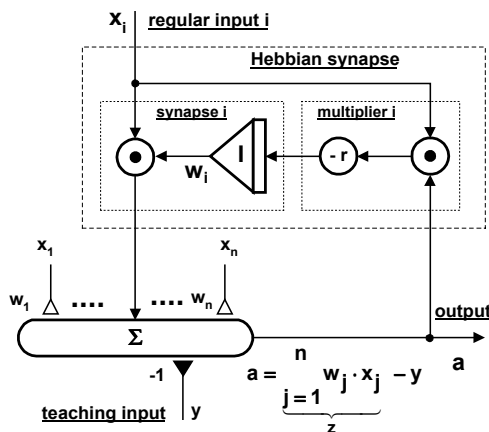 x_i regular input i
Hebbian synapse
synapse i
multiplier i
I
- r
w_i
x_1
x_n
w_1
....
....
w_n
output
Σ
n
a = w_j · x_j – y
j = 1
z
a
-1
teaching input
y